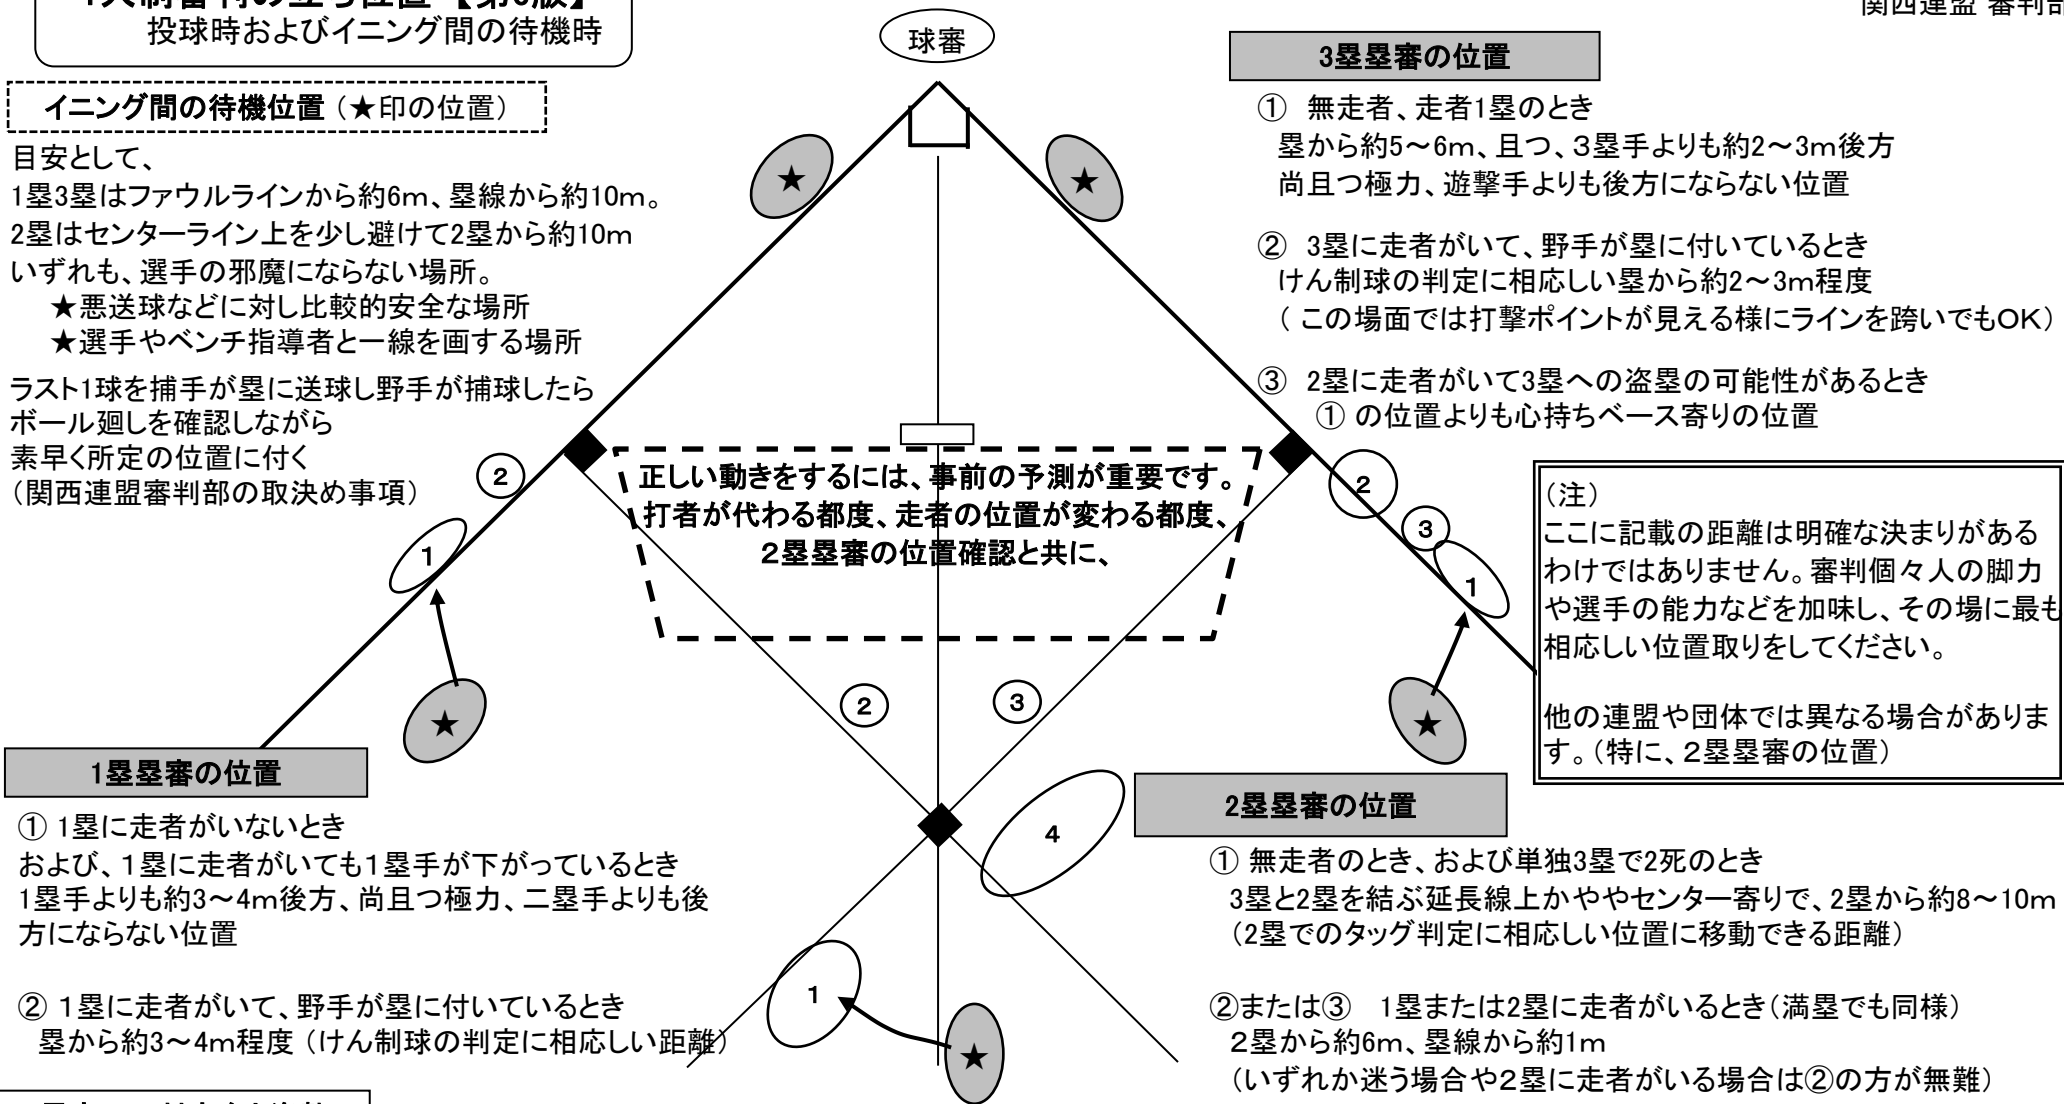 投球時およびイニング間の待機時
関西連盟 審判部
球審
イニング間の待機位置（★印の位置）
目安として、
1塁3塁はファウルラインから約6m、塁線から約10m。
2塁はセンターライン上を少し避けて2塁から約10m
いずれも、選手の邪魔にならない場所。
★悪送球などに対し比較的安全な場所
★選手やベンチ指導者と一線を画する場所
ラスト1球を捕手が塁に送球し野手が捕球したら
ボール廻しを確認しながら
素早く所定の位置に付く
（関西連盟審判部の取決め事項）
3塁塁審の位置
① 無走者、走者1塁のとき
塁から約5～6m、且つ、3塁手よりも約2～3m後方
尚且つ極力、遊撃手よりも後方にならない位置
② 3塁に走者がいて、野手が塁に付いているとき
けん制球の判定に相応しい塁から約2～3m程度
（ この場面では打撃ポイントが見える様にラインを跨いでもOK）
③ 2塁に走者がいて3塁への盗塁の可能性があるとき
① の位置よりも心持ちベース寄りの位置
★
★
正しい動きをするには、事前の予測が重要です。
打者が代わる都度、走者の位置が変わる都度、
2塁塁審の位置確認と共に、
2
1
★
2
3
1
★
2
3
4
1
★
（注）
ここに記載の距離は明確な決まりがある
わけではありません。審判個々人の脚力
や選手の能力などを加味し、その場に最も
相応しい位置取りをしてください。
他の連盟や団体では異なる場合がありま
す。（特に、2塁塁審の位置）
1塁塁審の位置
① 1塁に走者がいないとき
および、1塁に走者がいても1塁手が下がっているとき
1塁手よりも約3～4m後方、尚且つ極力、二塁手よりも後
方にならない位置
② 1塁に走者がいて、野手が塁に付いているとき
塁から約3～4m程度（けん制球の判定に相応しい距離）
2塁塁審の位置
① 無走者のとき、および単独3塁で2死のとき
3塁と2塁を結ぶ延長線上かややセンター寄りで、2塁から約8～10m
（2塁でのタッグ判定に相応しい位置に移動できる距離）
②または③ 1塁または2塁に走者がいるとき（満塁でも同様）
2塁から約6m、塁線から約1m
（いずれか迷う場合や2塁に走者がいる場合は②の方が無難）